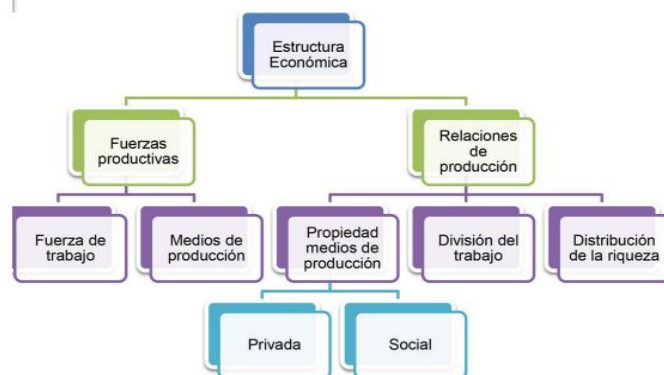 Estructura
Económica
Fuerzas
productivas
Relaciones
de
producción
Fuerza de
trabajo
Medios de
producción
Propiedad
medios de
producción
División del
trabajo
Distribución
de la riqueza
Privada
Social